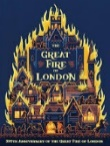 THE
GREAT FIRE
OF
LONDON
350TH ANNIVERSARY OF THE GREAT FIRE OF LONDON